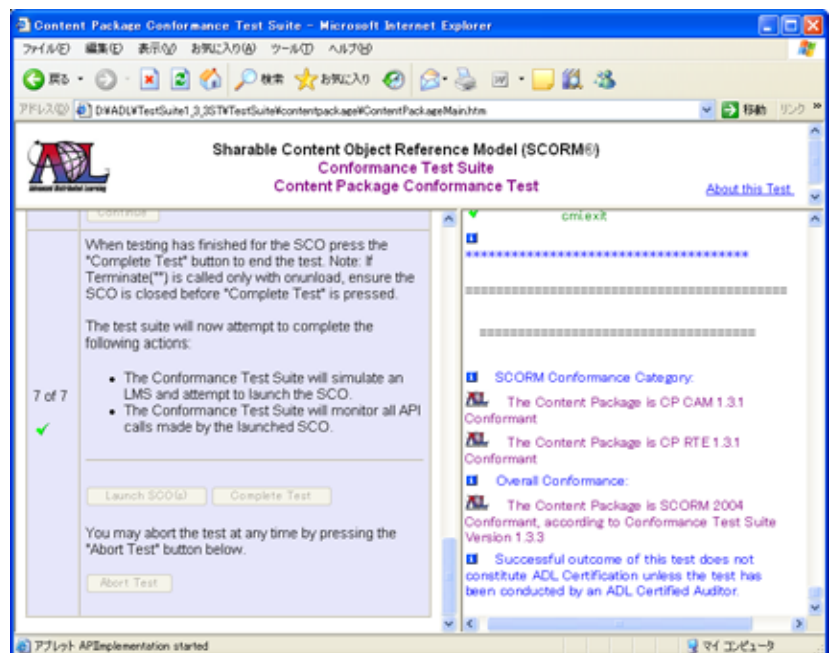 Content Package Conformance Test Suite - Microsoft Internet Explorer
ファイル(F) 編集(E) 表示(V) お気に入り(A) ツール(T) ヘルプ(H)
戻る 検索 お気に入り
アドレス(D) D:¥ADL¥TestSuite1_3_3ST¥TestSuite¥contentpackage¥ContentPackageMain.htm 移動 リンク »
ADL
Advanced Distributed Learning
Sharable Content Object Reference Model (SCORM®)
Conformance Test Suite
Content Package Conformance Test
About this Test
Continue
When testing has finished for the SCO press the
"Complete Test" button to end the test. Note: If
Terminate("") is called only with onunload, ensure the
SCO is closed before "Complete Test" is pressed.
The test suite will now attempt to complete the
following actions:
7 of 7
• The Conformance Test Suite will simulate an
LMS and attempt to launch the SCO.
• The Conformance Test Suite will monitor all API
calls made by the launched SCO.
Launch SCO(s) Complete Test
You may abort the test at any time by pressing the
"Abort Test" button below.
Abort Test
cmi.exit
**************************************
========================================
==================================
SCORM Conformance Category:
ADL The Content Package is CP CAM 1.3.1
Conformant
ADL The Content Package is CP RTE 1.3.1
Conformant
Overall Conformance:
ADL The Content Package is SCORM 2004
Conformant, according to Conformance Test Suite
Version 1.3.3
Successful outcome of this test does not
constitute ADL Certification unless the test has
been conducted by an ADL Certified Auditor.
アプレット APIImplementation started マイ コンピュータ